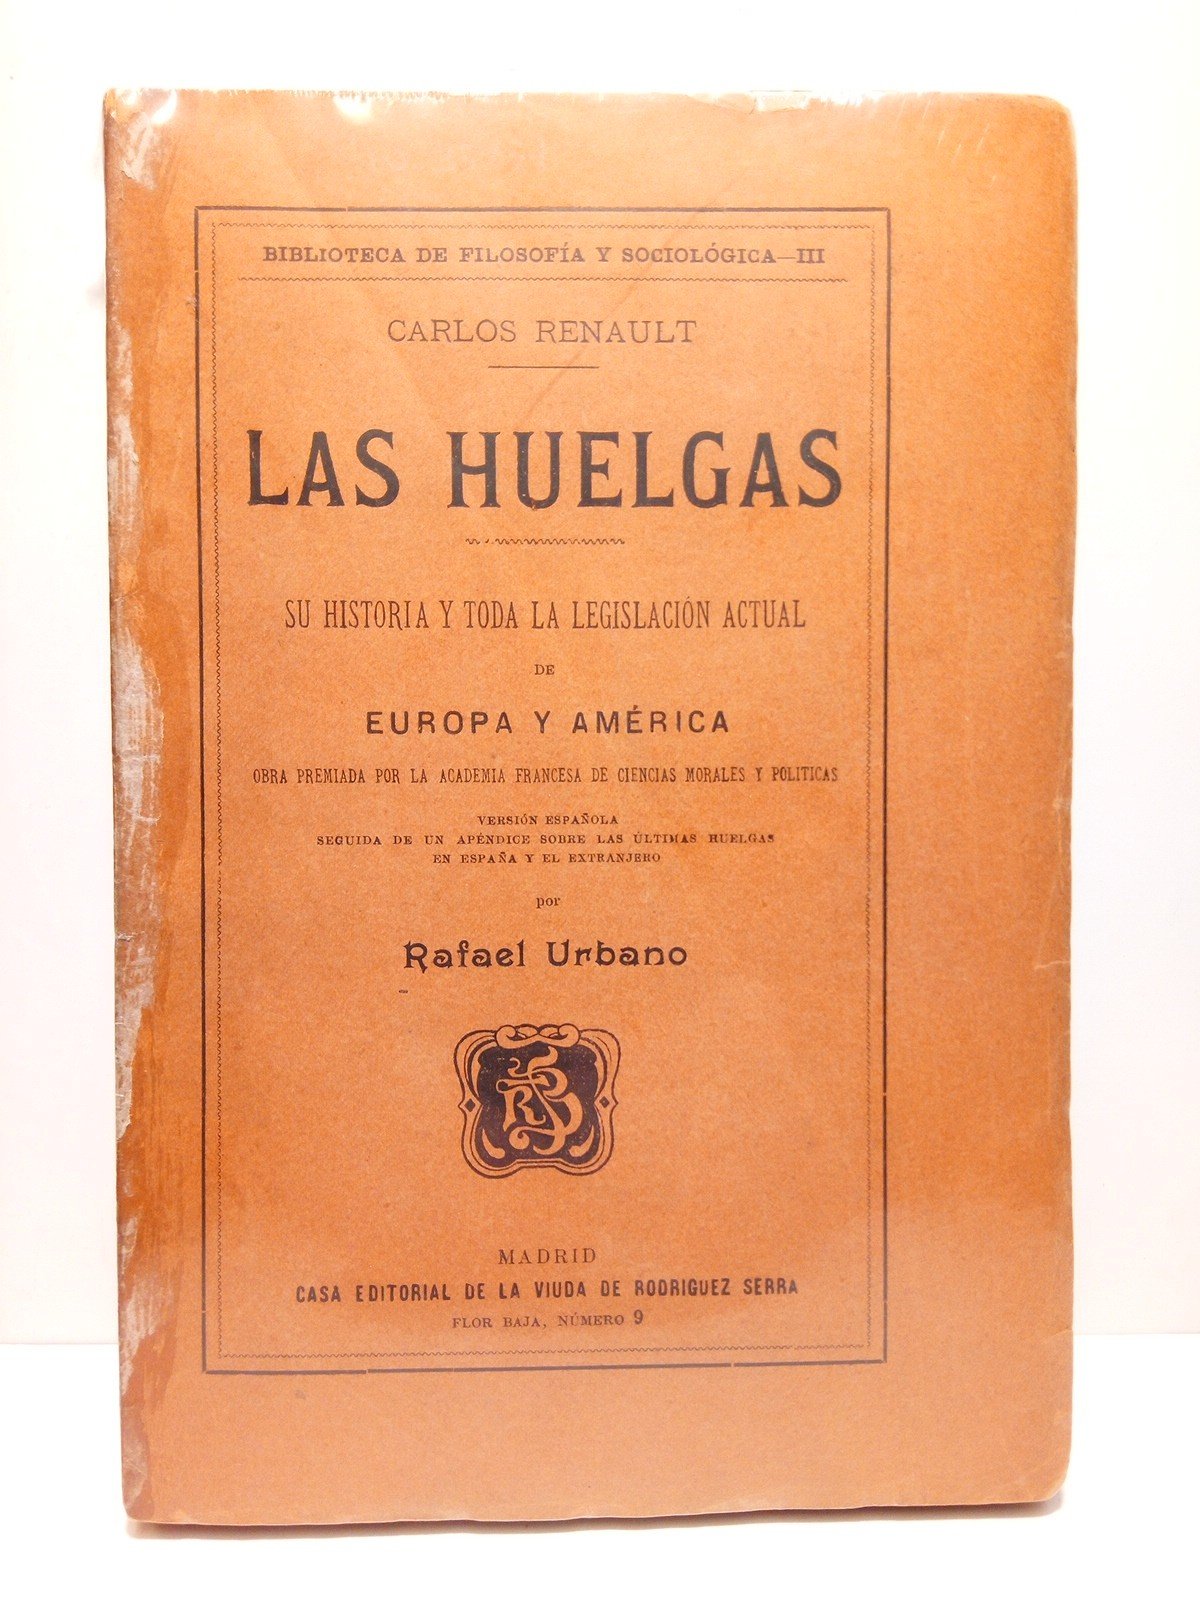 BIBLIOTECA DE FILOSOFÍA Y SOCIOLÓGICA—III
CARLOS RENAULT
LAS HUELGAS
SU HISTORIA Y TODA LA LEGISLACIÓN ACTUAL
DE
EUROPA Y AMÉRICA
OBRA PREMIADA POR LA ACADEMIA FRANCESA DE CIENCIAS MORALES Y POLITICAS
VERSIÓN ESPAÑOLA
SEGUIDA DE UN APÉNDICE SOBRE LAS ÚLTIMAS HUELGAS
EN ESPAÑA Y EL EXTRANJERO
por
Rafael Urbano
RS
MADRID
CASA EDITORIAL DE LA VIUDA DE RODRIGUEZ SERRA
FLOR BAJA, NÚMERO 9